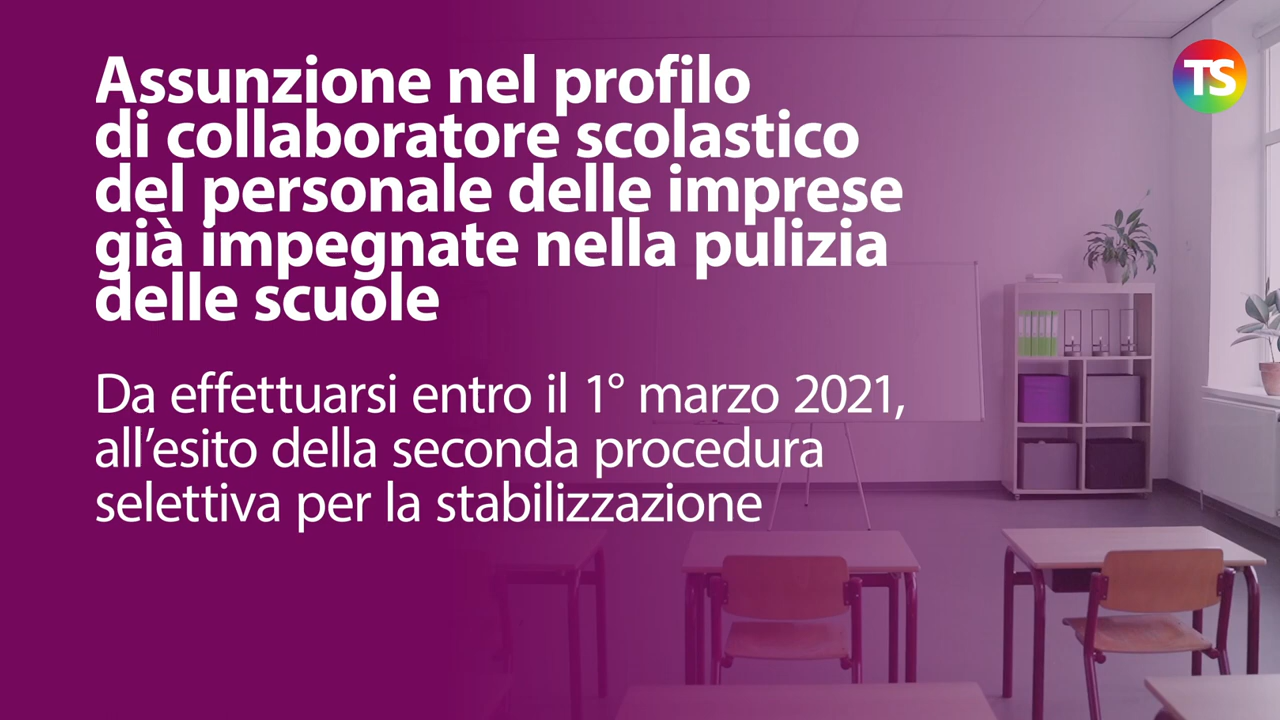 Assunzione nel profilo
di collaboratore scolastico
del personale delle imprese
già impegnate nella pulizia
delle scuole
Da effettuarsi entro il 1° marzo 2021,
all’esito della seconda procedura
selettiva per la stabilizzazione
TS